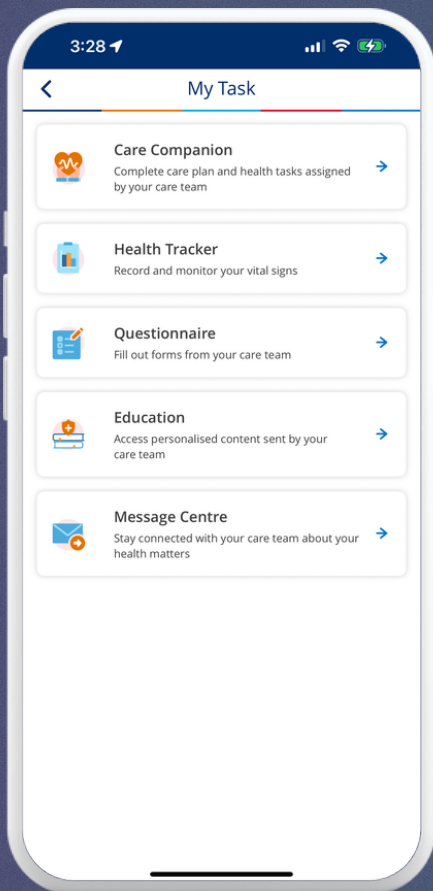 3:28
My Task
Care Companion
Complete care plan and health tasks assigned
by your care team
Health Tracker
Record and monitor your vital signs
Questionnaire
Fill out forms from your care team
Education
Access personalised content sent by your
care team
Message Centre
Stay connected with your care team about your
health matters